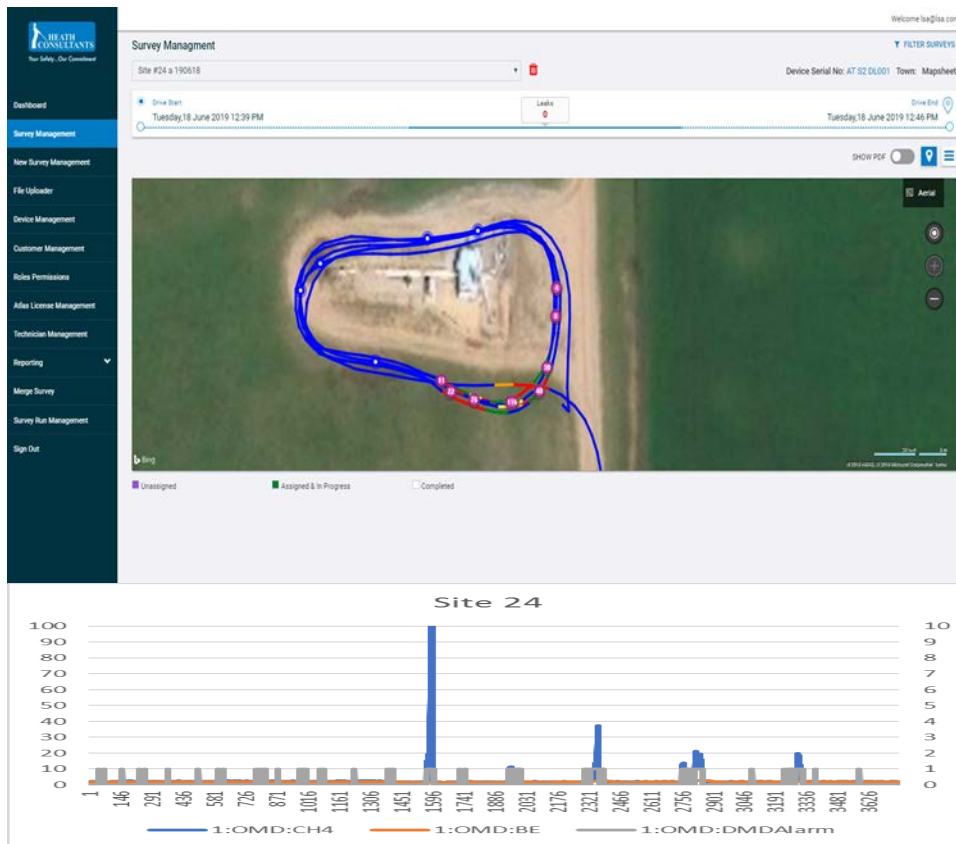 Welcome lsa@lsa.com
HEATH
CONSULTANTS
Your Safety...Our Commitment
Survey Managment
FILTER SURVEYS
Site #24 a 190618
Device Serial No: AT S2 DL001 Town: Mapsheet
Dashboard
Survey Management
New Survey Management
File Uploader
Device Management
Customer Management
Roles Permissions
Atlas License Management
Technician Management
Reporting
Merge Survey
Survey Run Management
Sign Out
Drive Start
Tuesday,18 June 2019 12:39 PM
Leaks
0
Drive End
Tuesday,18 June 2019 12:46 PM
SHOW PDF
Aerial
Bing
Unassigned
Assigned & In Progress
Completed
Site 24
100
90
80
70
60
50
40
30
20
10
0
10
9
8
7
6
5
4
3
2
1
0
1 146 291 436 581 726 871 1016 1161 1306 1451 1596 1741 1886 2031 2176 2321 2466 2611 2756 2901 3046 3191 3336 3481 3626
1:OMD:CH4 1:OMD:BE 1:OMD:DMDAlarm